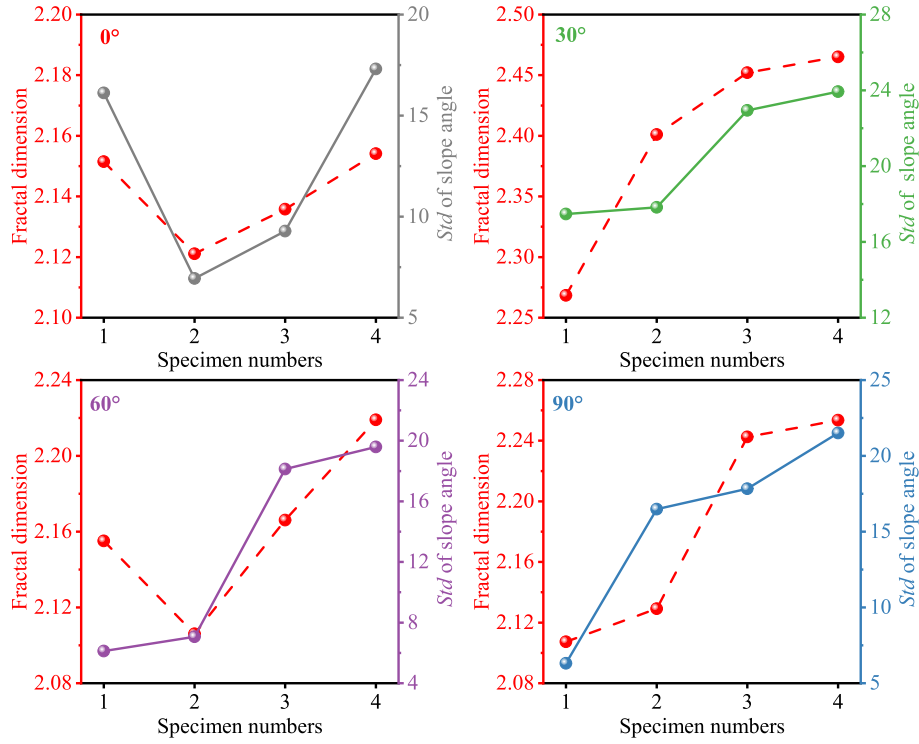 0°
2.20
2.18
2.16
2.14
2.12
2.10
Fractal dimension
20
15
10
5
Std of slope angle
1 2 3 4
Specimen numbers
30°
2.50
2.45
2.40
2.35
2.30
2.25
Fractal dimension
28
24
20
16
12
Std of slope angle
1 2 3 4
Specimen numbers
60°
2.24
2.20
2.16
2.12
2.08
Fractal dimension
24
20
16
12
8
4
Std of slope angle
1 2 3 4
Specimen numbers
90°
2.28
2.24
2.20
2.16
2.12
2.08
Fractal dimension
25
20
15
10
5
Std of slope angle
1 2 3 4
Specimen numbers